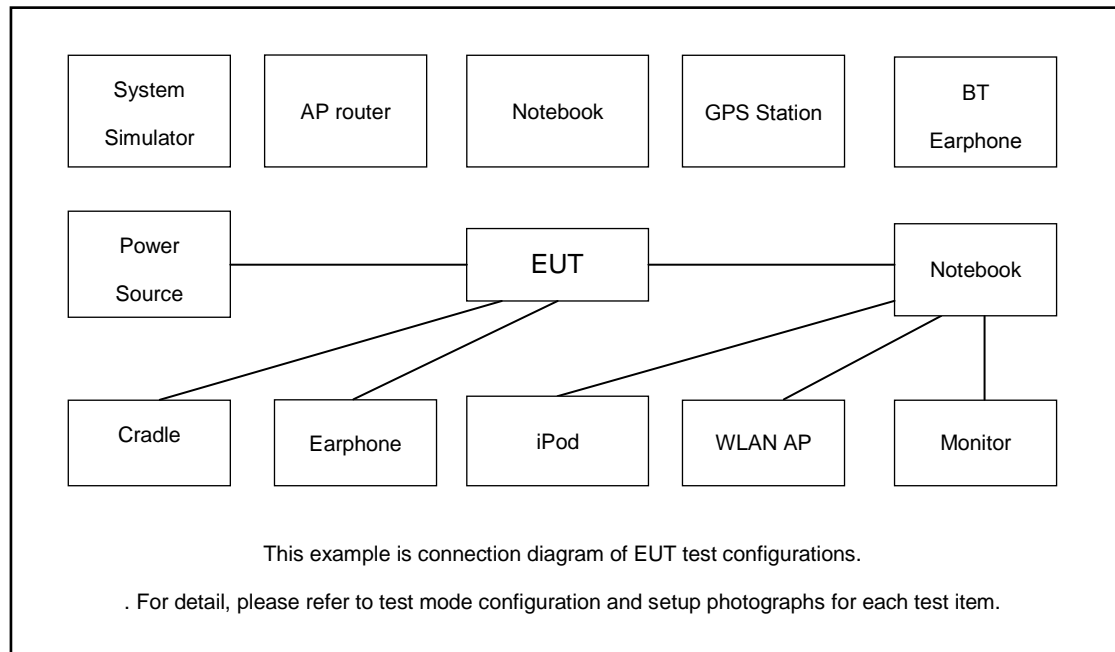 System
Simulator
AP router
Notebook
GPS Station
BT
Earphone
Power
Source
EUT
Notebook
Cradle
Earphone
iPod
WLAN AP
Monitor
This example is connection diagram of EUT test configurations.
. For detail, please refer to test mode configuration and setup photographs for each test item.